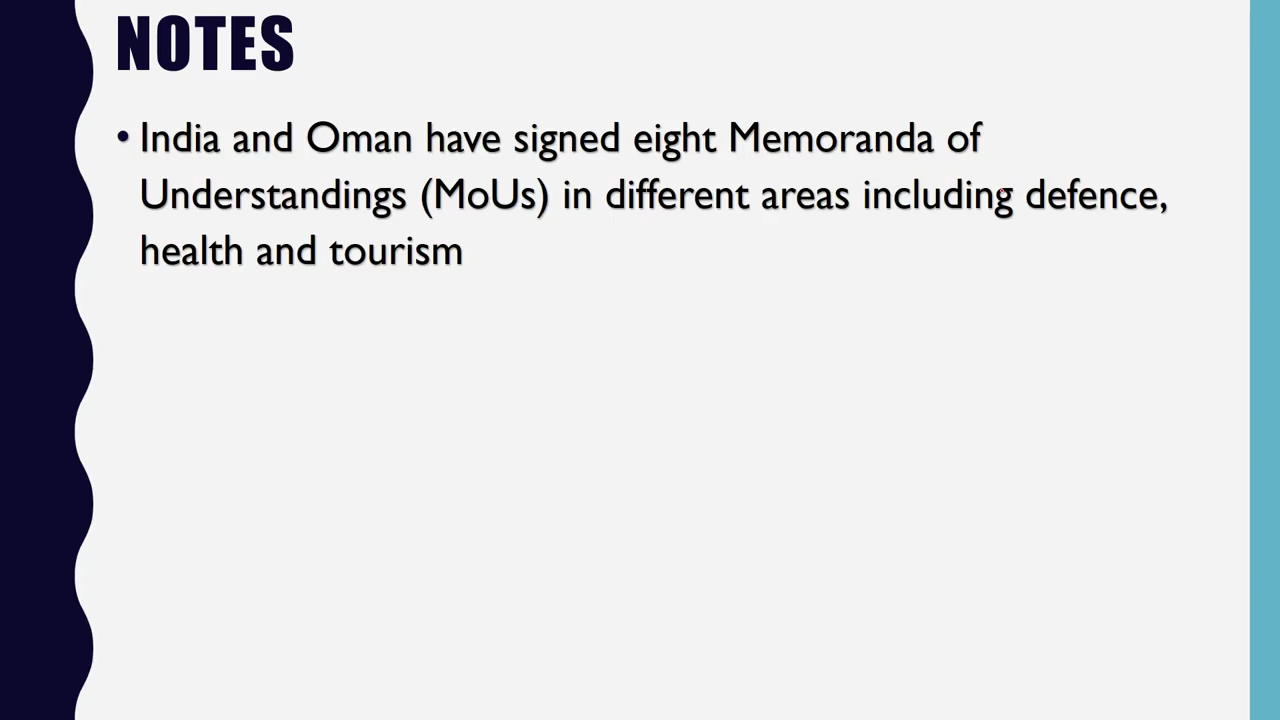 NOTES
• India and Oman have signed eight Memoranda of
Understandings (MoUs) in different areas including defence,
health and tourism